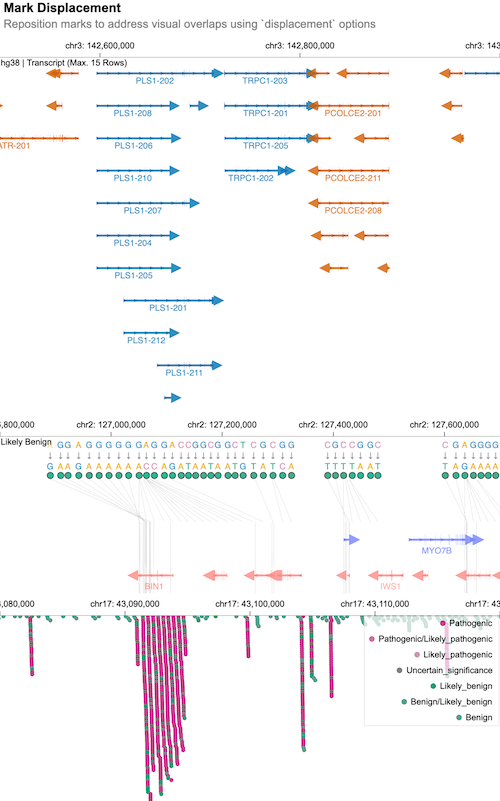 Mark Displacement
Reposition marks to address visual overlaps using `displacement` options
chr3: 142,600,000 chr3: 142,800,000 chr3: 143
hg38 | Transcript (Max. 15 Rows)
PLS1-202 TRPC1-203
PLS1-208 TRPC1-201 PCOLCE2-201
ATR-201 PLS1-206 TRPC1-205
PLS1-210 TRPC1-202 PCOLCE2-211
PLS1-207 PCOLCE2-208
PLS1-204
PLS1-205
PLS1-201
PLS1-212
PLS1-211
6,800,000 chr2: 127,000,000 chr2: 127,200,000 chr2: 127,400,000 chr2: 127,600,000
Likely Benign
MYO7B
BIN1 IWS1
43,080,000 chr17: 43,090,000 chr17: 43,100,000 chr17: 43,110,000 chr17: 43
Pathogenic
Pathogenic/Likely_pathogenic
Likely_pathogenic
Uncertain_significance
Likely_benign
Benign/Likely_benign
Benign